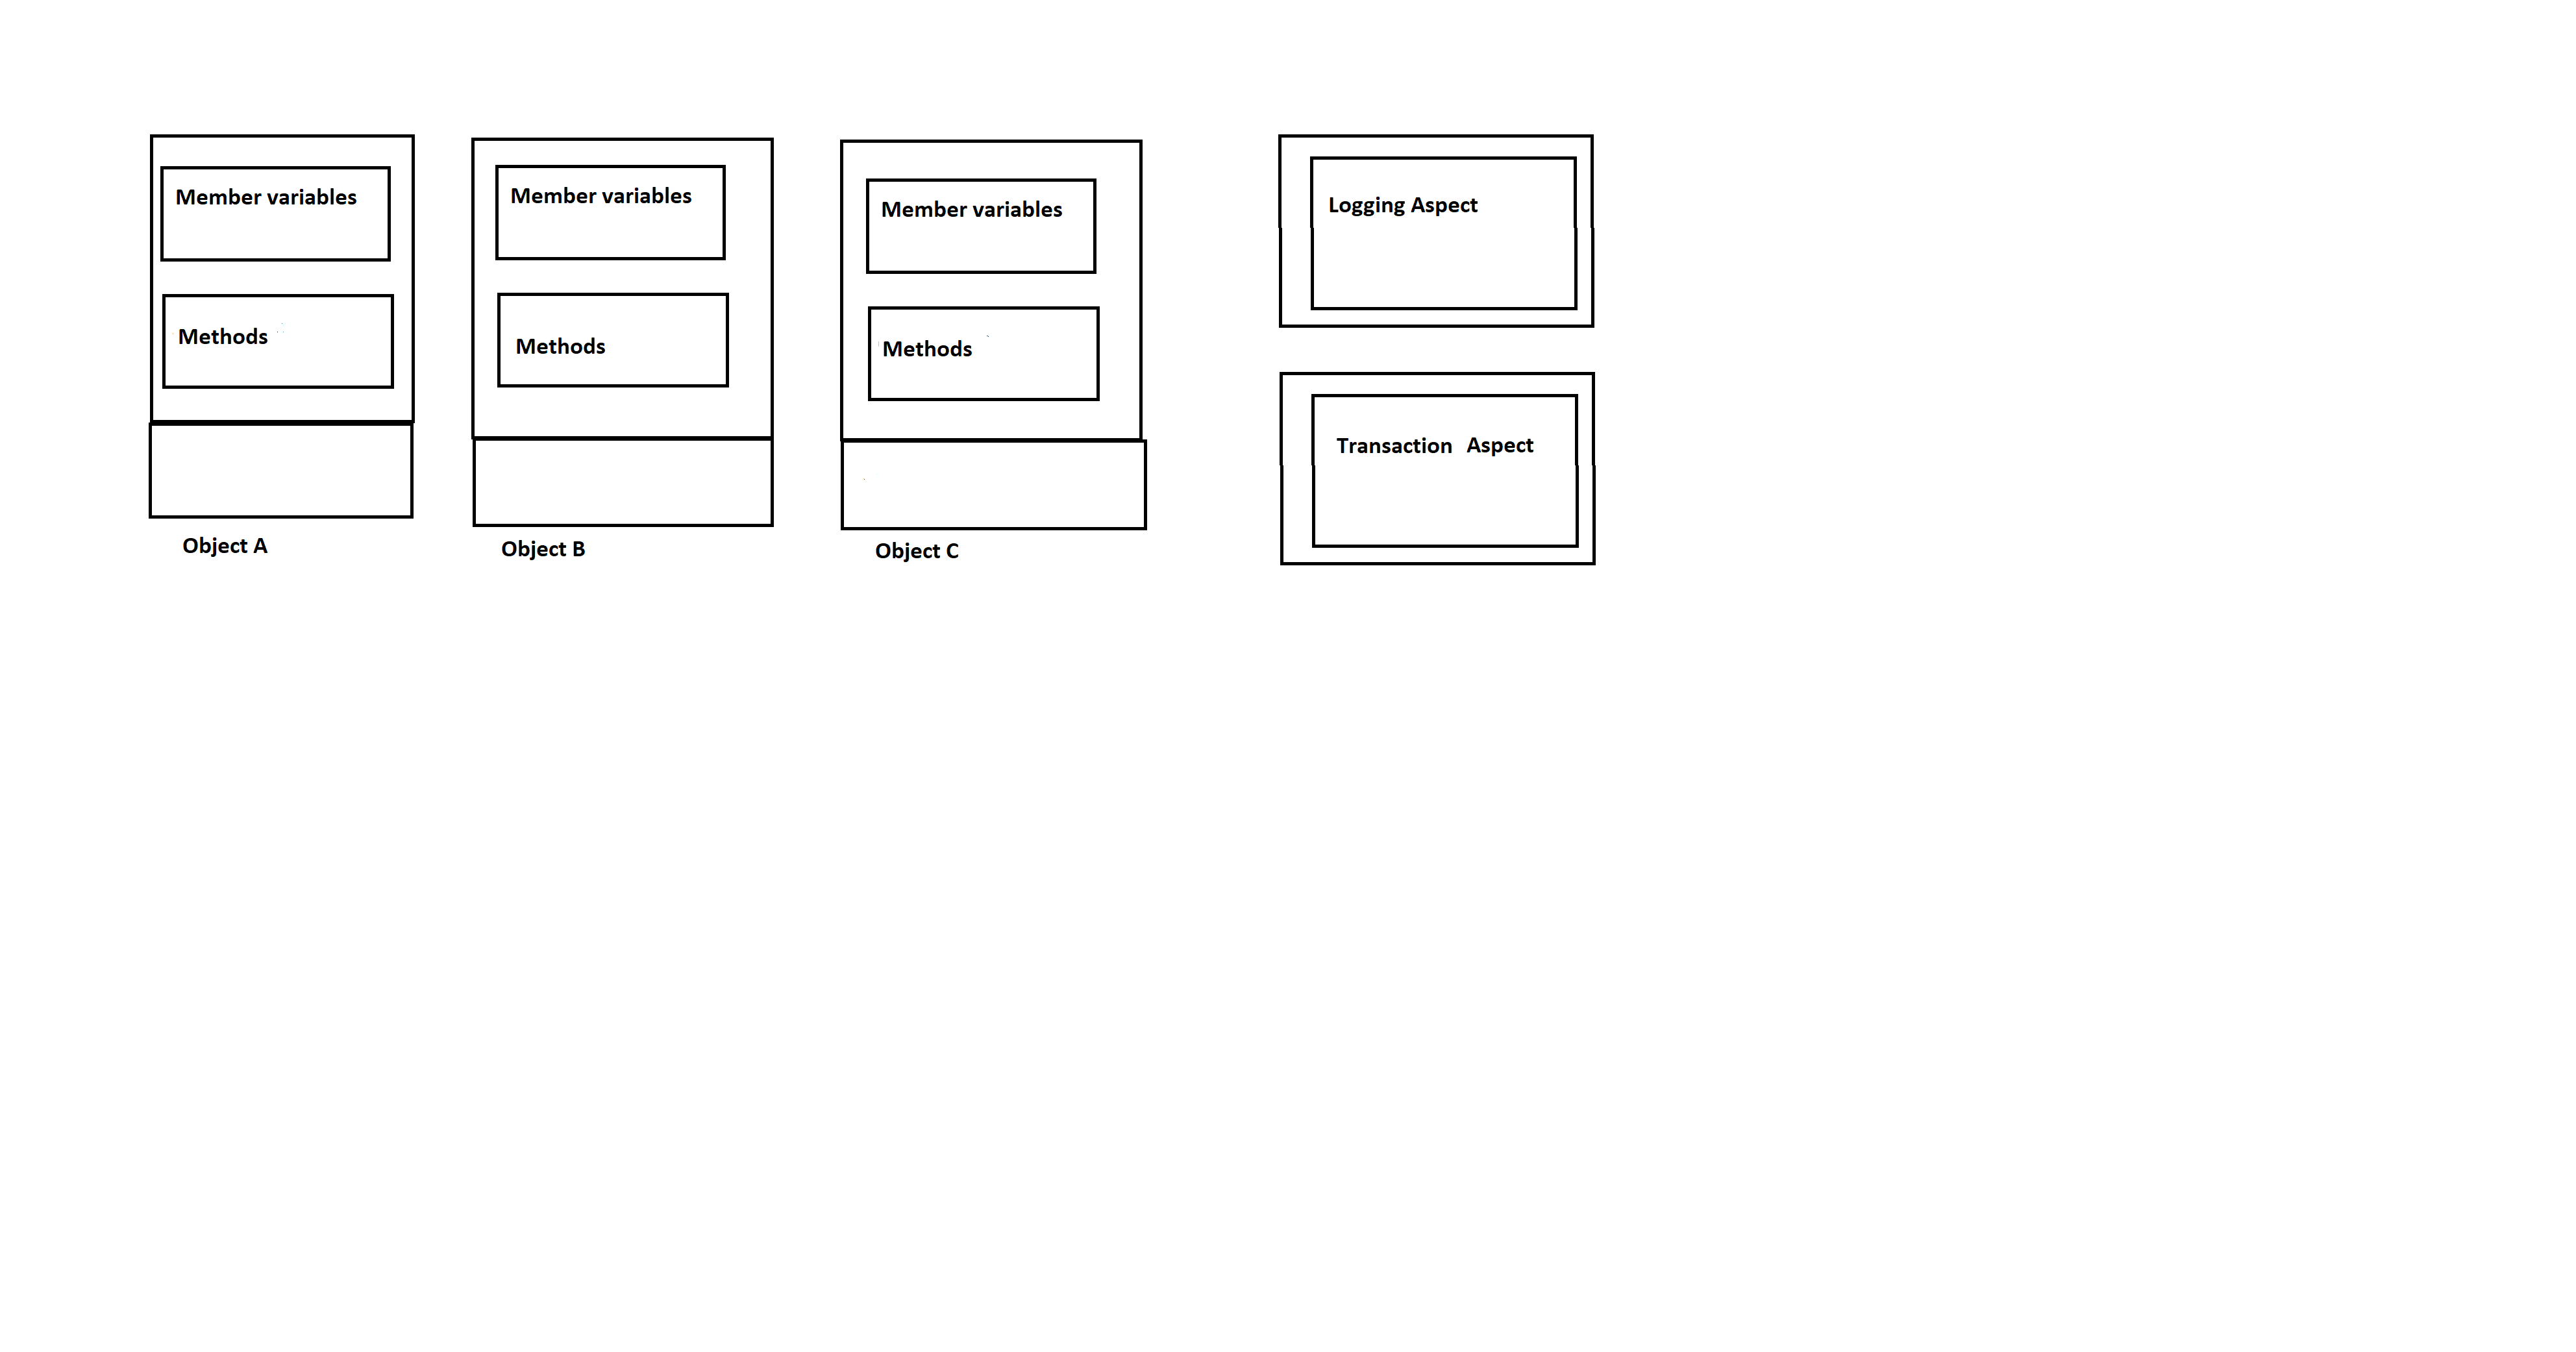 Member variables
Methods
Object A
Member variables
Methods
Object B
Member variables
Methods
Object C
Logging Aspect
Transaction Aspect